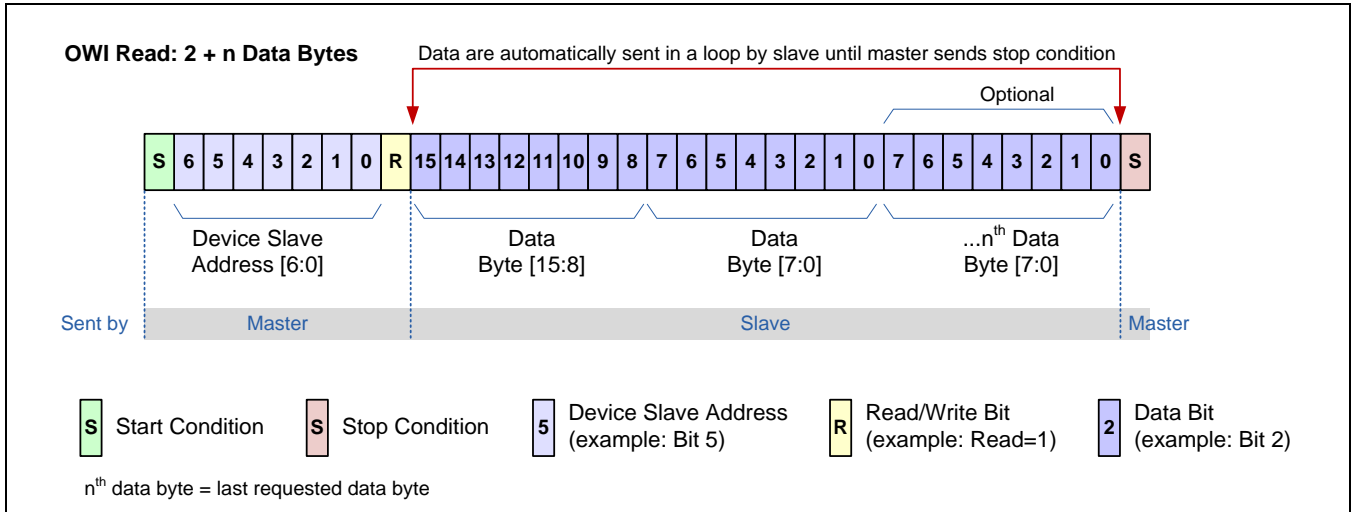 OWI Read: 2 + n Data Bytes
Data are automatically sent in a loop by slave until master sends stop condition
Optional
S 6 5 4 3 2 1 0 R 15 14 13 12 11 10 9 8 7 6 5 4 3 2 1 0 7 6 5 4 3 2 1 0 S
Device Slave
Address [6:0]
Data
Byte [15:8]
Data
Byte [7:0]
...nth Data
Byte [7:0]
Sent by Master Slave Master
S Start Condition
S Stop Condition
5 Device Slave Address
(example: Bit 5)
R Read/Write Bit
(example: Read=1)
2 Data Bit
(example: Bit 2)
nth data byte = last requested data byte